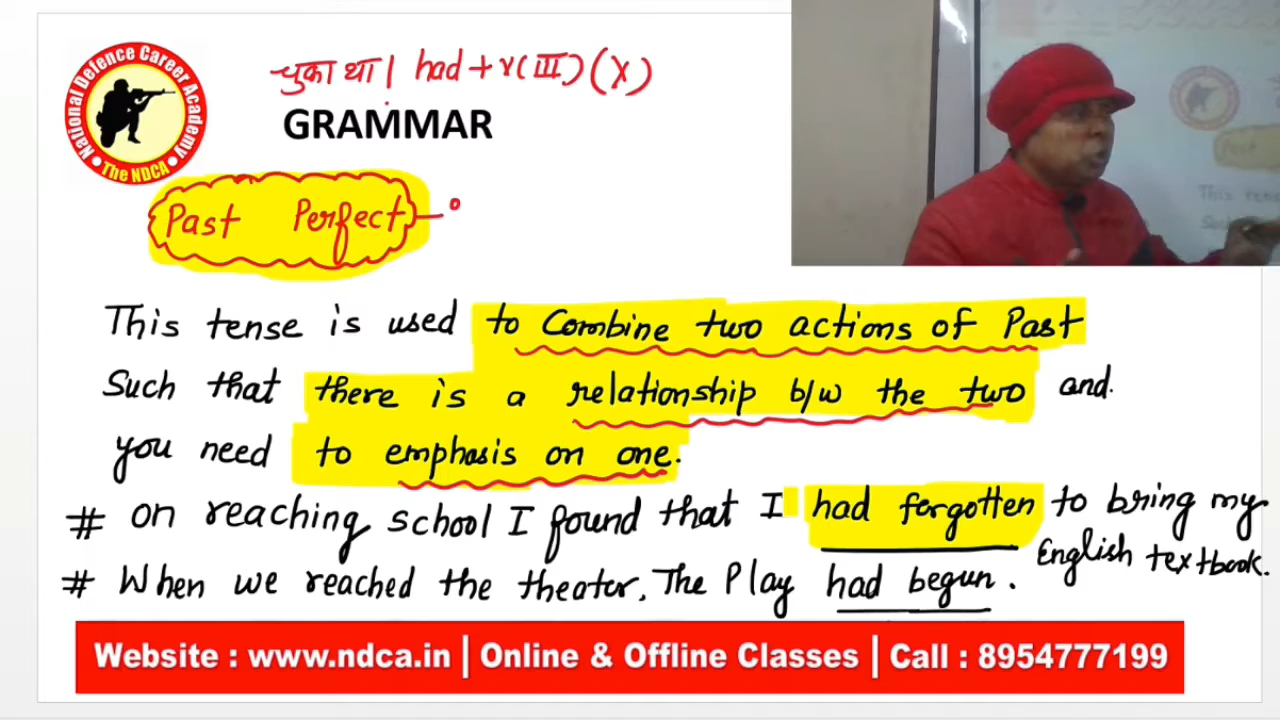 National Defence Career Academy
The NDCA
चुका था | had + v(III) (X)
GRAMMAR
Past Perfect
This tense is used to Combine two actions of Past
Such that there is a relationship b/w the two and
you need to emphasis on one.
# on reaching school I found that I had forgotten to bring my
English textbook.
# When we reached the theater, The Play had begun.
Website : www.ndca.in | Online & Offline Classes | Call : 8954777199